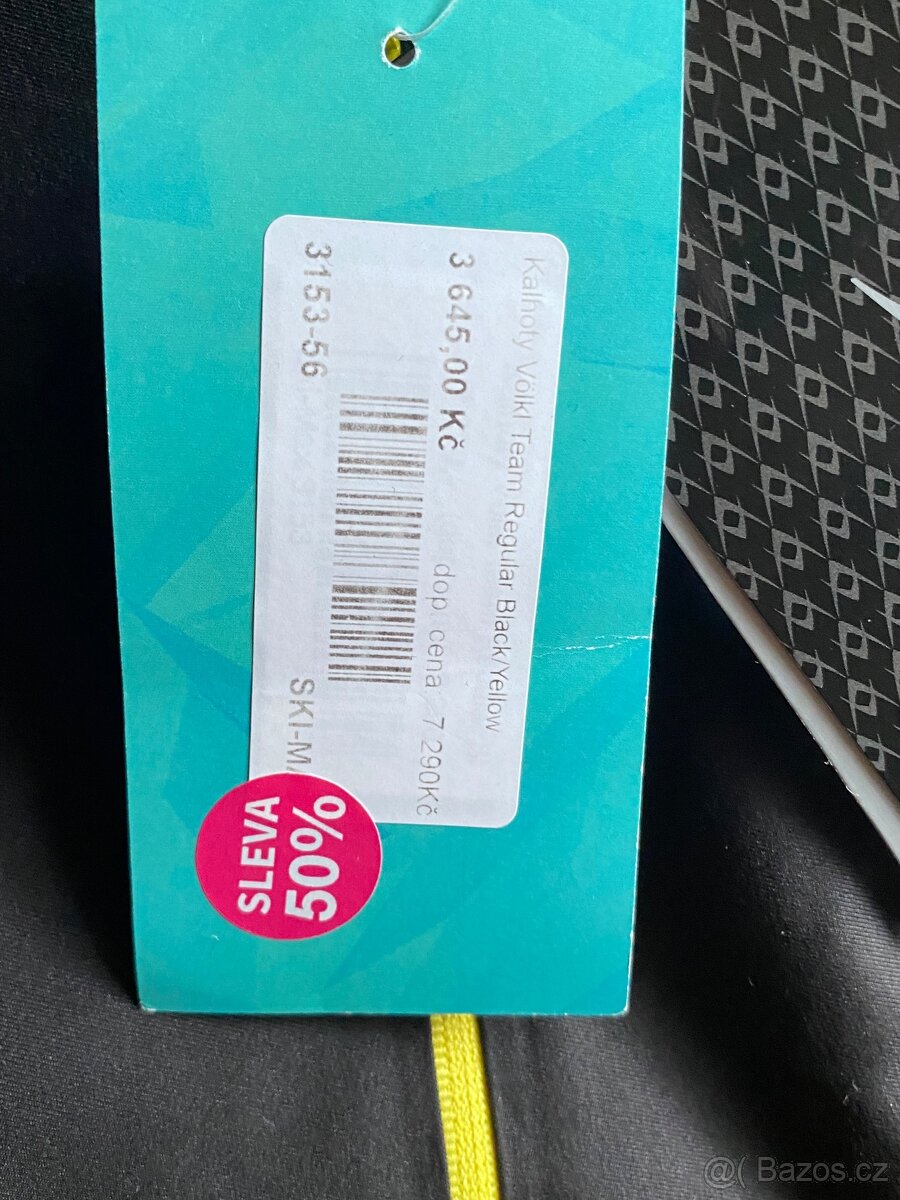 Kalhoty Völkl Team Regular Black/Yellow
3 645,00 Kč
dop cena 7 290Kč
3153-56
SKI-M
SLEVA
50%
@( Bazos.cz